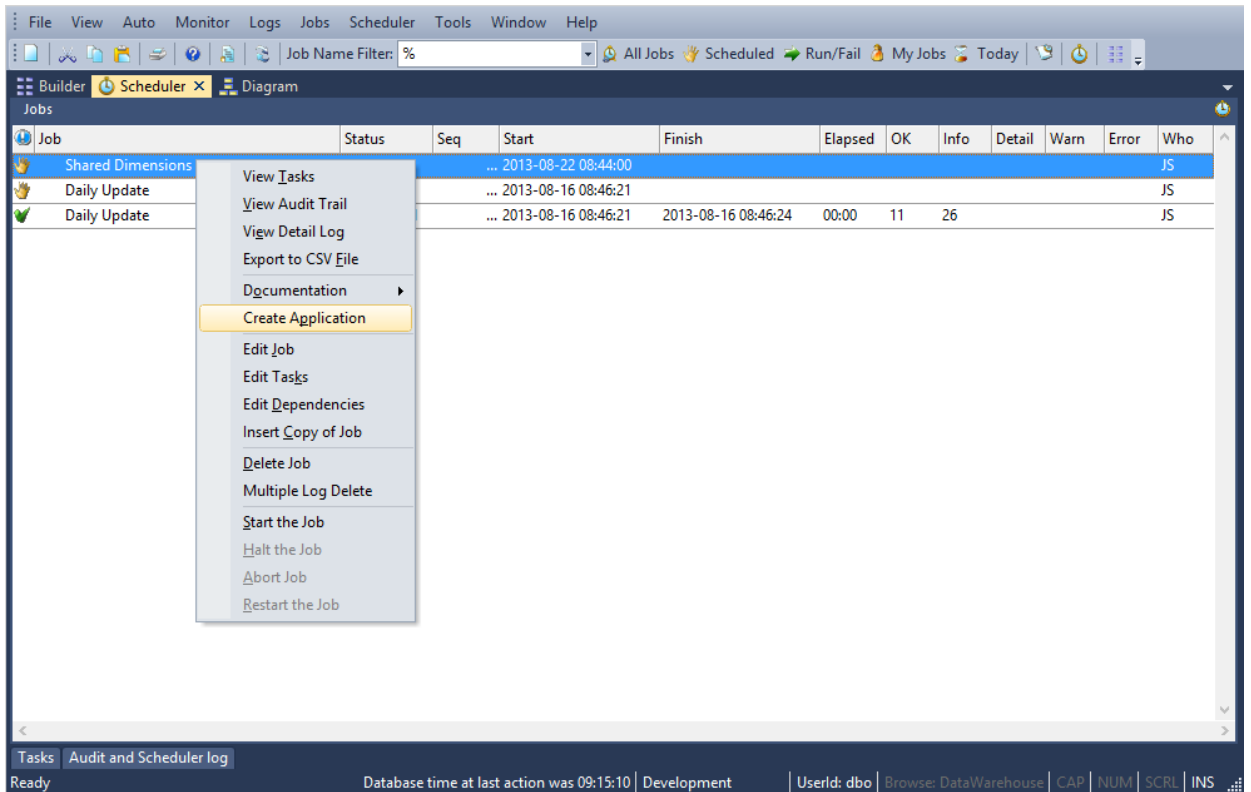 File View Auto Monitor Logs Jobs Scheduler Tools Window Help
Job Name Filter: % All Jobs Scheduled Run/Fail My Jobs Today
Builder Scheduler X Diagram
Jobs
Job Status Seq Start Finish Elapsed OK Info Detail Warn Error Who
Shared Dimensions ... 2013-08-22 08:44:00 JS
Daily Update ... 2013-08-16 08:46:21 JS
Daily Update ... 2013-08-16 08:46:21 2013-08-16 08:46:24 00:00 11 26 JS
View Tasks
View Audit Trail
View Detail Log
Export to CSV File
Documentation
Create Application
Edit Job
Edit Tasks
Edit Dependencies
Insert Copy of Job
Delete Job
Multiple Log Delete
Start the Job
Halt the Job
Abort Job
Restart the Job
Tasks Audit and Scheduler log
Ready Database time at last action was 09:15:10 Development UserId: dbo Browse: DataWarehouse CAP NUM SCRL INS